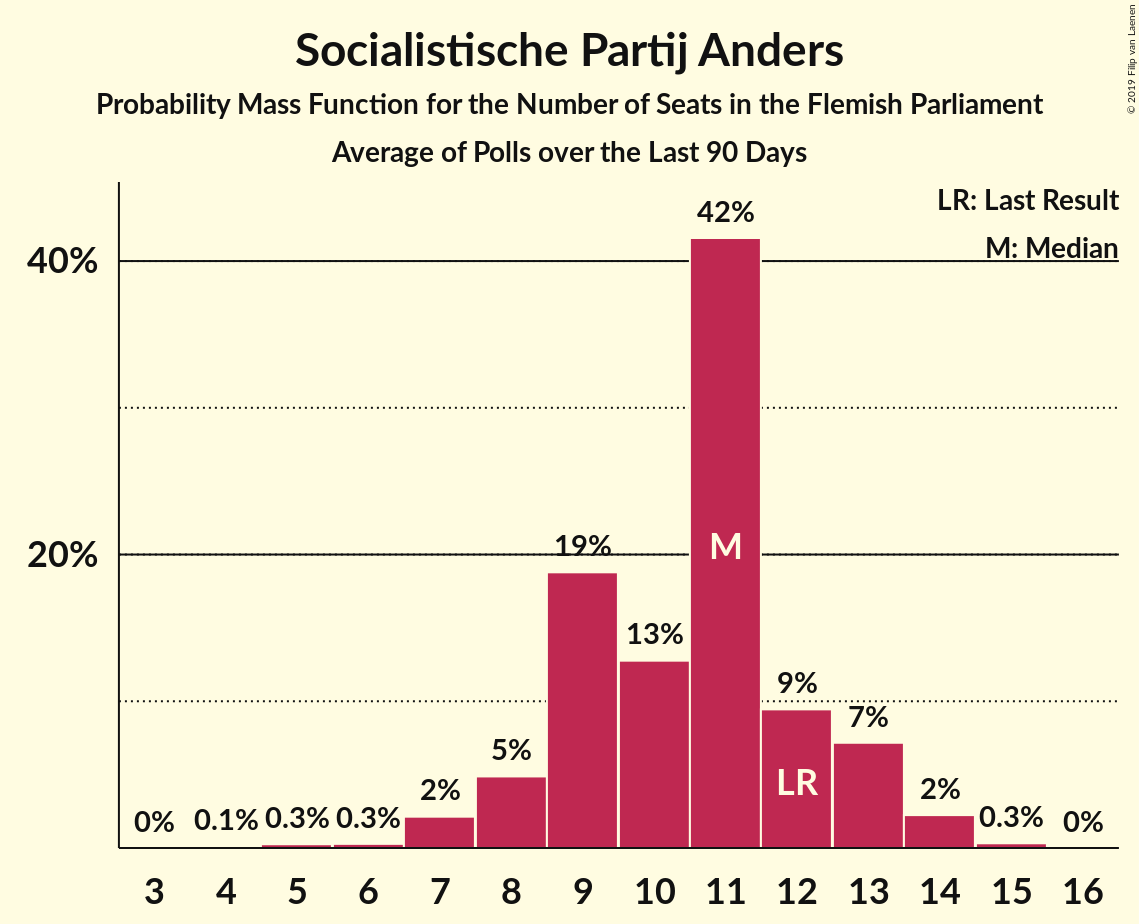 Socialistische Partij Anders
Probability Mass Function for the Number of Seats in the Flemish Parliament
Average of Polls over the Last 90 Days
© 2019 Filip van Laenen
LR: Last Result
M: Median
42%
40%
20%
19%
M
13%
9%
7%
5%
LR
2%
2%
0%
0.1%
0.3%
0.3%
0.3%
0%
3 4 5 6 7 8 9 10 11 12 13 14 15 16